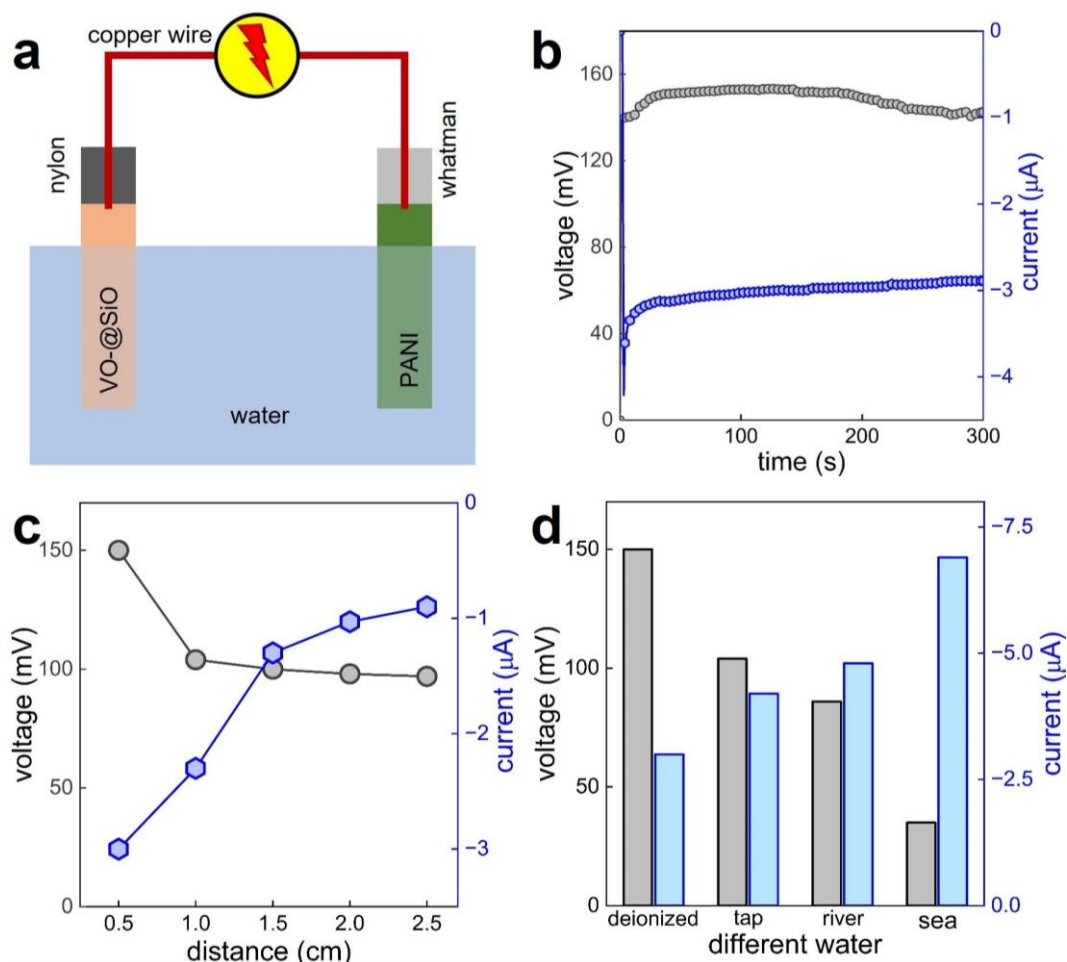 a
copper wire
nylon
whatman
VO-@SiO
PANI
water
b
160
120
80
40
0
voltage (mV)
0
−1
−2
−3
−4
current (μA)
0
100
200
300
time (s)
c
150
100
50
0
voltage (mV)
0
−1
−2
−3
current (μA)
0.5
1.0
1.5
2.0
2.5
distance (cm)
d
150
100
50
0
voltage (mV)
−7.5
−5.0
−2.5
0.0
current (μA)
deionized
tap
river
sea
different water